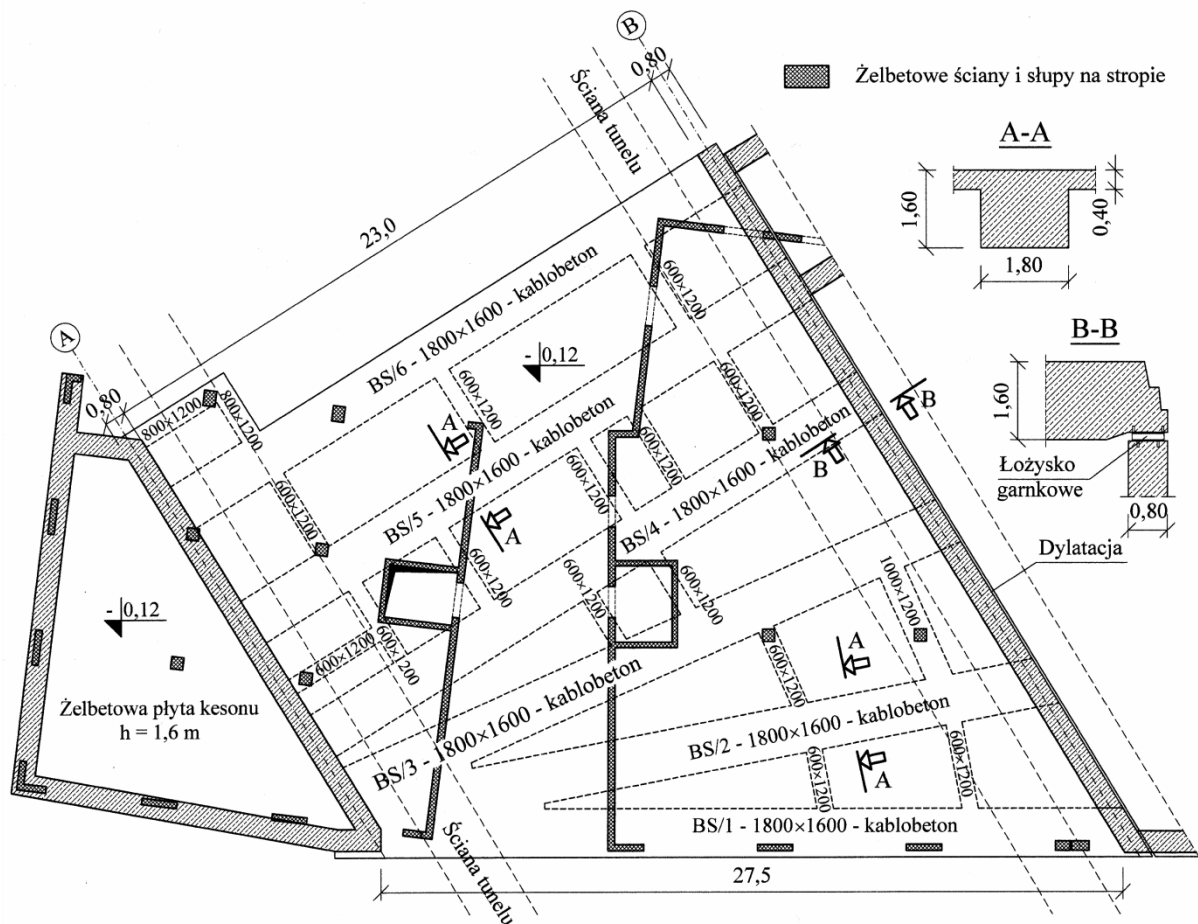 B
0,80
Ściana tunelu
Żelbetowe ściany i słupy na stropie
A-A
1,60
0,40
1,80
23,0
600×1200
BS/6 - 1800×1600 - kablobeton
- 0,12
A
0,80
800×1200
800×1200
600×1200
600×1200
A
BS/5 - 1800×1600 - kablobeton
600×1200
600×1200
600×1200
A
BS/4 - 1800×1600 - kablobeton
B
B
B-B
1,60
Łożysko
garnkowe
0,80
Dylatacja
600×1200
600×1200
600×1200
1000×1200
- 0,12
600×1200
600×1200
600×1200
A
Żelbetowa płyta kesonu
h = 1,6 m
BS/3 - 1800×1600 - kablobeton
BS/2 - 1800×1600 - kablobeton
600×1200
600×1200
A
BS/1 - 1800×1600 - kablobeton
Ściana tunelu
27,5